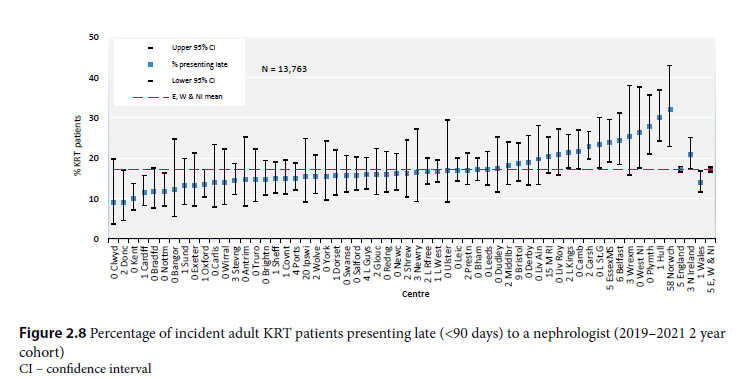 50
Upper 95% CI
% presenting late
N = 13,763
Lower 95% CI
E, W & NI mean
40
30
20
10
0
% KRT patients
0 Clwyd
2 Donc
0 Kent
1 Cardff
0 Bradfd
0 Nottm
0 Bangor
1 Sund
0 Exeter
1 Oxford
0 Carlis
0 Wirral
3 Stevng
0 Antrim
0 Truro
0 Brightn
1 Sheff
1 Covnt
4 Ports
20 Ipswi
2 Wolve
0 York
1 Dorset
0 Swanse
0 Salford
4 L Guys
2 Glouc
0 Redng
0 Newc
2 Shrew
3 Newry
2 L Rfree
1 L West
0 Ulster
0 Leic
2 Prestn
0 Bham
0 Leeds
0 Dudley
2 Middlbr
9 Bristol
0 Derby
0 Liv Ain
15 M RI
0 Liv Roy
2 L Kings
0 Camb
2 Carsh
0 L St.G
5 EssexMS
6 Belfast
3 Wrexm
0 West NI
0 Plymth
1 Hull
58 Norwch
5 England
3 N Ireland
1 Wales
5 E, W & NI
Centre
Figure 2.8 Percentage of incident adult KRT patients presenting late (<90 days) to a nephrologist (2019–2021 2 year
cohort)
CI – confidence interval